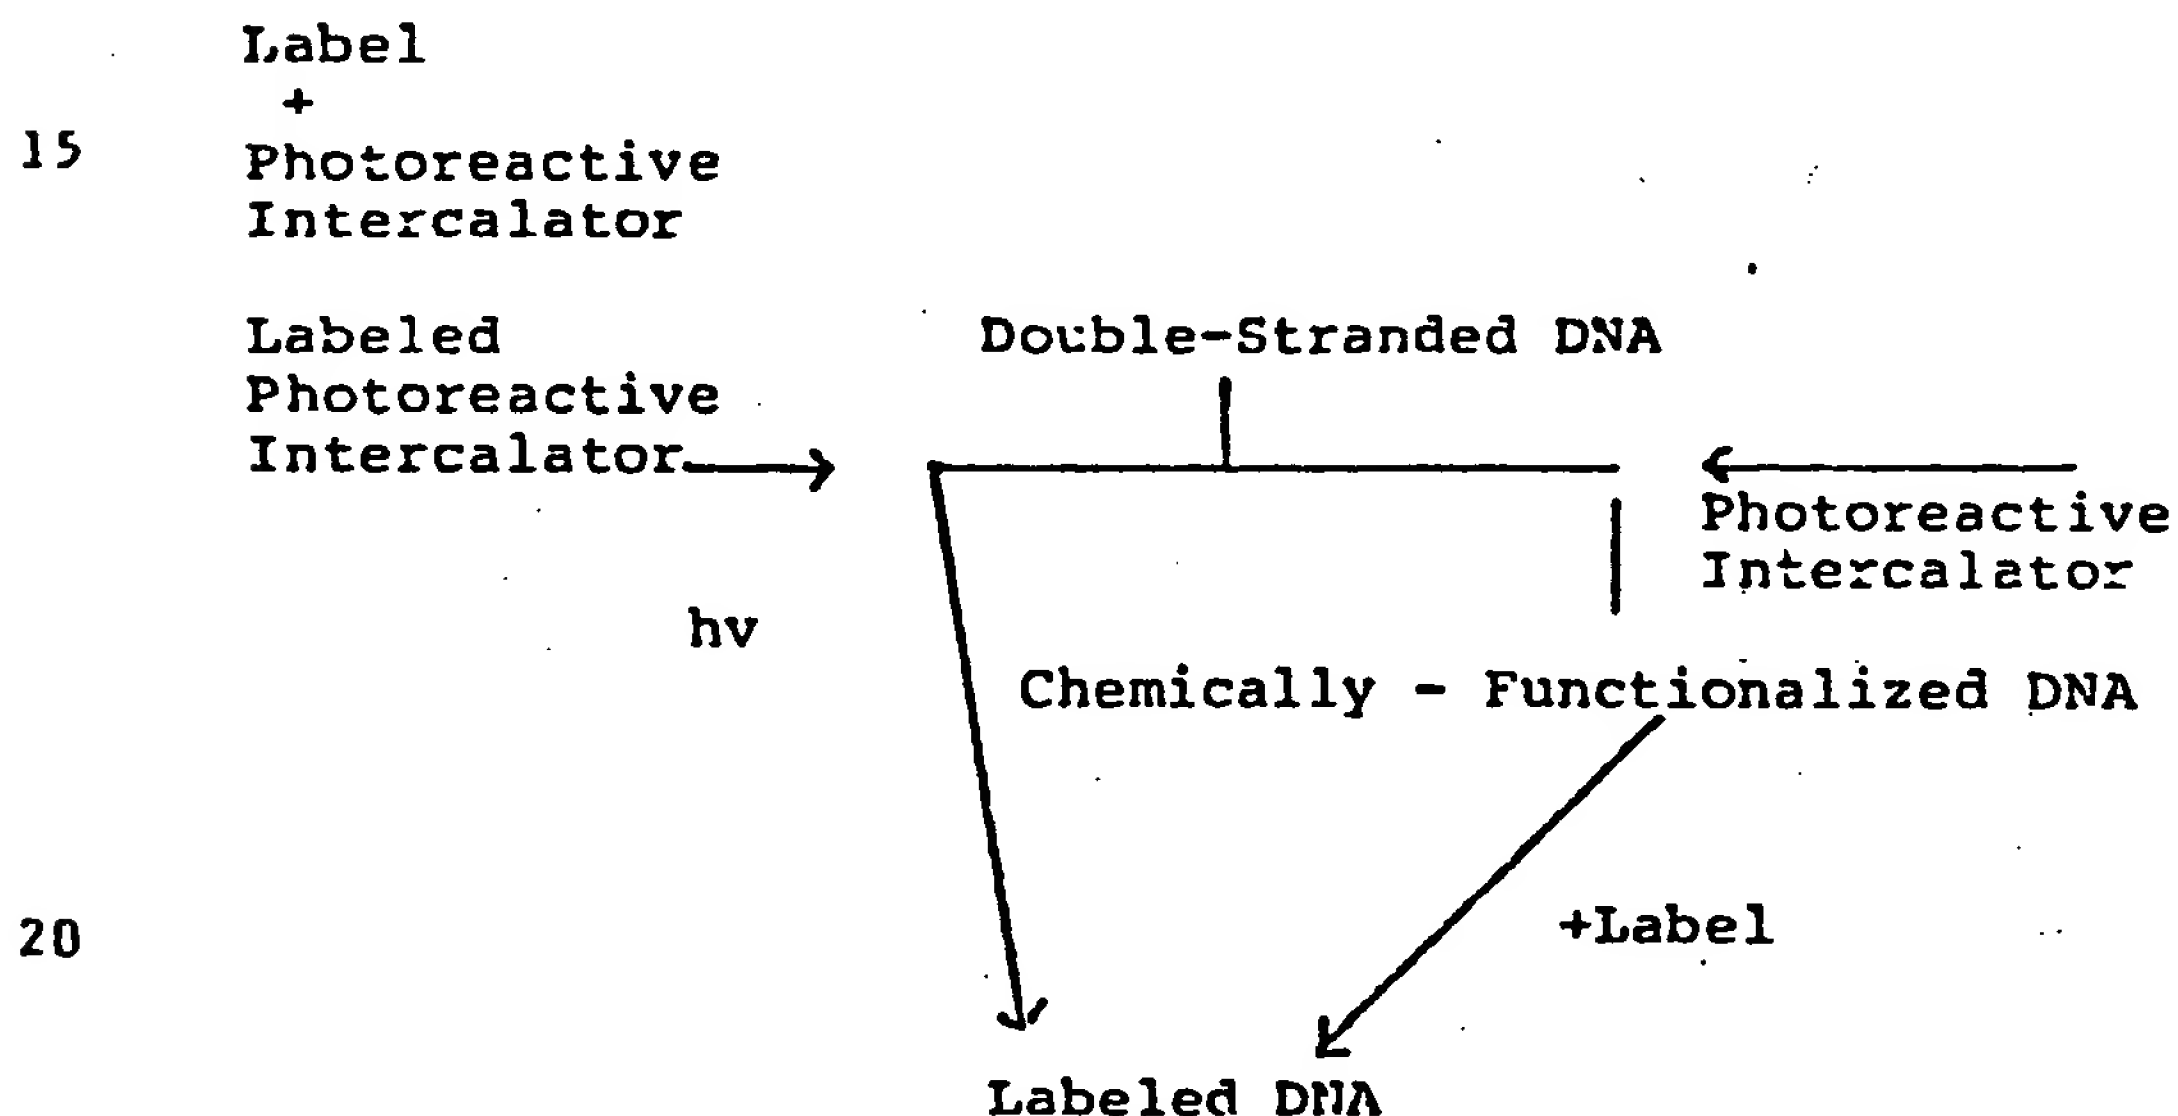 Label
+
15
Photoreactive
Intercalator
Labeled
Photoreactive
Intercalator
Double-Stranded DNA
Photoreactive
Intercalator
hv
Chemically - Functionalized DNA
20
+Label
Labeled DNA